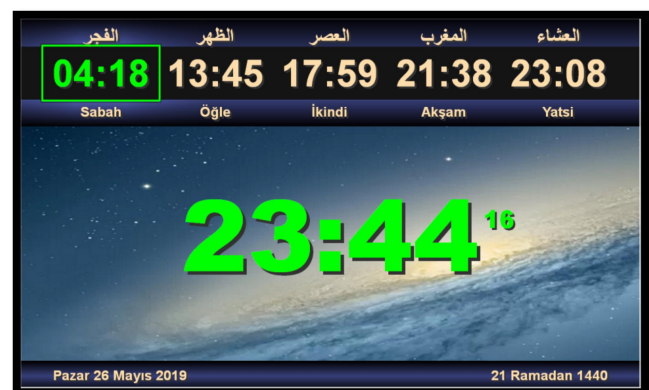 الفجر الظهر العصر المغرب العشاء
04:18 13:45 17:59 21:38 23:08
Sabah Öğle İkindi Akşam Yatsi
23:44 16
Pazar 26 Mayıs 2019 21 Ramadan 1440